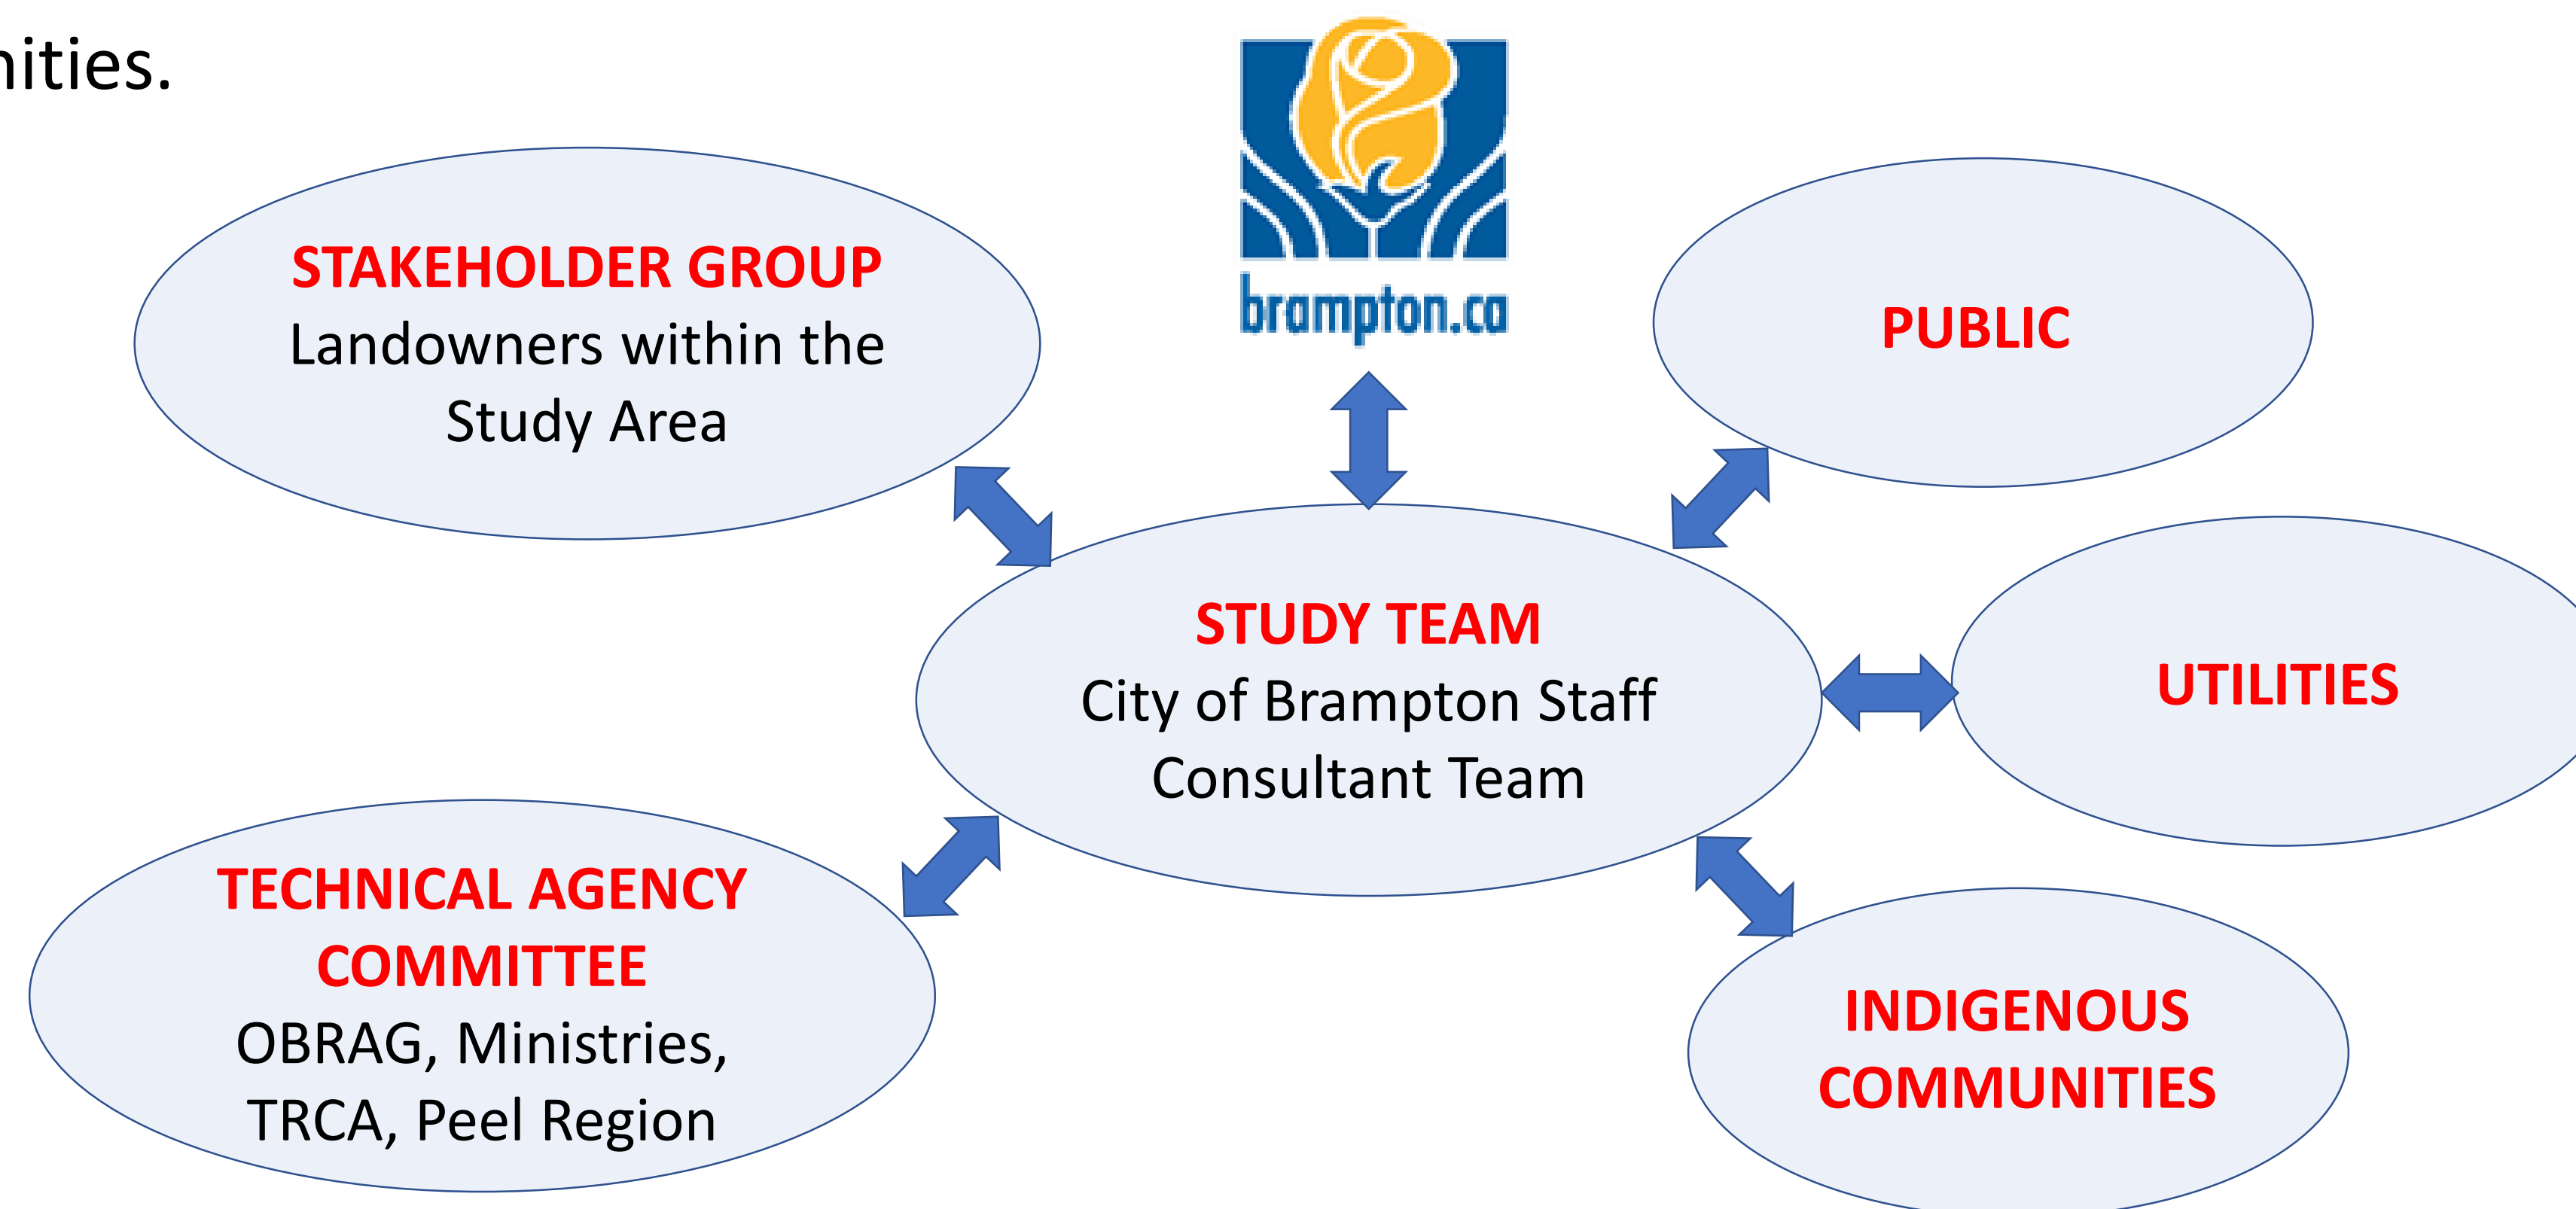 nities.
brampton.ca
STAKEHOLDER GROUP
Landowners within the
Study Area
PUBLIC
STUDY TEAM
City of Brampton Staff
Consultant Team
UTILITIES
TECHNICAL AGENCY
COMMITTEE
OBRAG, Ministries,
TRCA, Peel Region
INDIGENOUS
COMMUNITIES